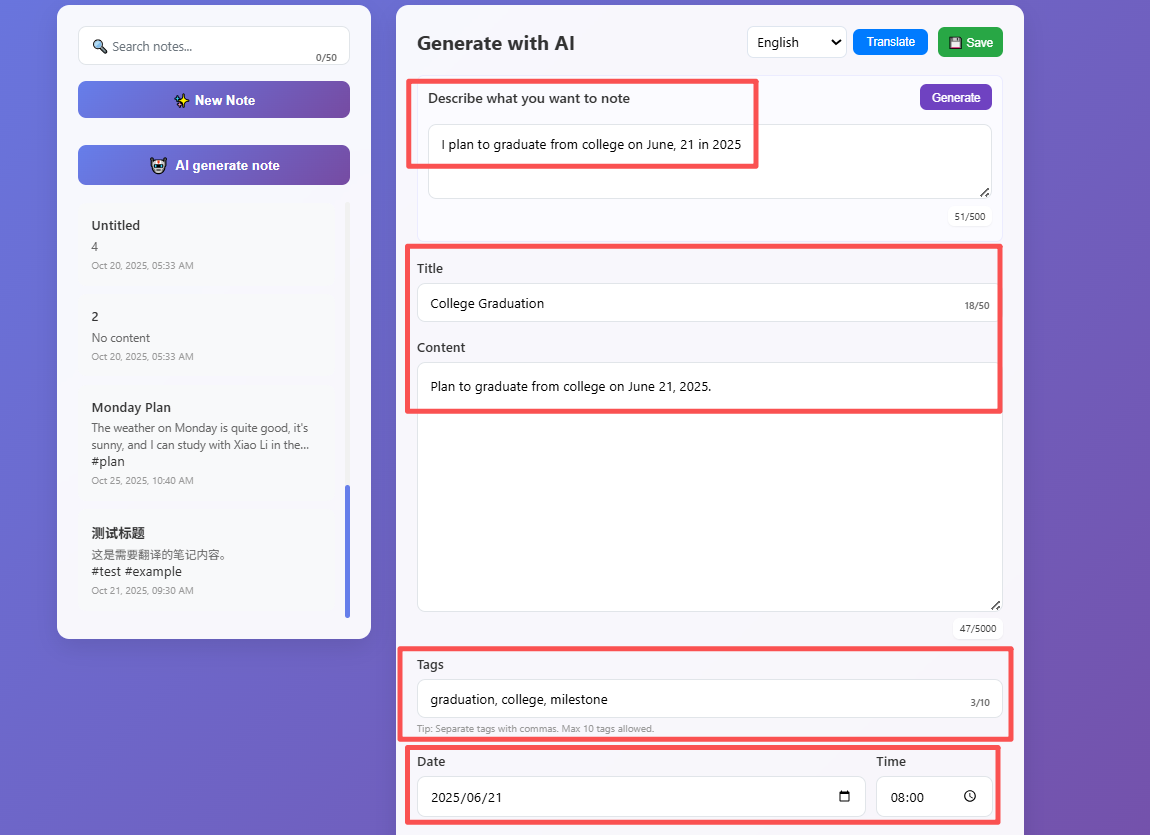 Search notes...
0/50
New Note
AI generate note
Untitled
4
Oct 20, 2025, 05:33 AM
2
No content
Oct 20, 2025, 05:33 AM
Monday Plan
The weather on Monday is quite good, it's
sunny, and I can study with Xiao Li in the...
#plan
Oct 25, 2025, 10:40 AM
测试标题
这是需要翻译的笔记内容。
#test #example
Oct 21, 2025, 09:30 AM
Generate with AI
English
Translate
Save
Describe what you want to note
Generate
I plan to graduate from college on June, 21 in 2025
51/500
Title
College Graduation
18/50
Content
Plan to graduate from college on June 21, 2025.
47/5000
Tags
graduation, college, milestone
3/10
Tip: Separate tags with commas. Max 10 tags allowed.
Date
Time
2025/06/21
08:00